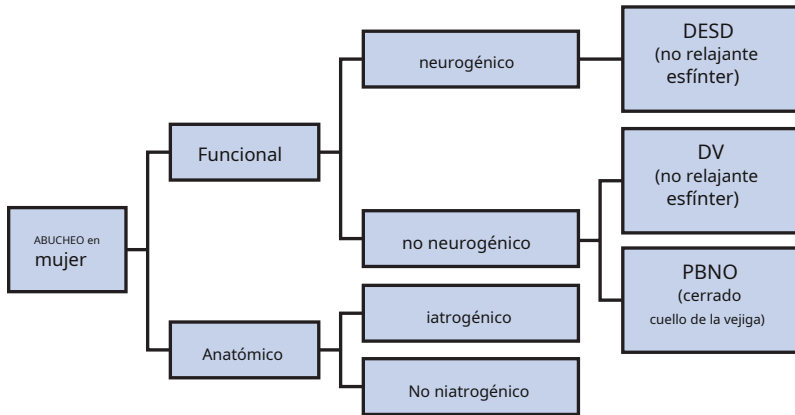 ABUCHEO en
mujer
Funcional
Anatómico
neurogénico
no neurogénico
iatrogénico
No niatrogénico
DESD
(no relajante
esfínter)
DV
(no relajante
esfínter)
PBNO
(cerrado
cuello de la vejiga)